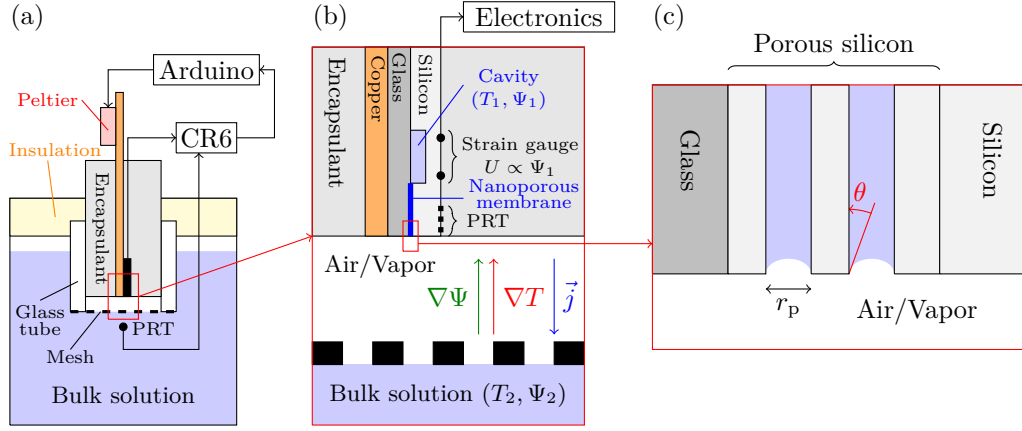 (a)
Arduino
Peltier
CR6
Insulation
Encapsulant
Glass
tube
PRT
Mesh
Bulk solution
(b)
Electronics
Encapsulant
Copper
Glass
Silicon
Cavity
(T₁, Ψ₁)
Strain gauge
U ∝ Ψ₁
Nanoporous
membrane
PRT
Air/Vapor
∇Ψ
∇T
j⃗
Bulk solution (T₂, Ψ₂)
(c)
Porous silicon
Glass
Silicon
θ
rₚ
Air/Vapor